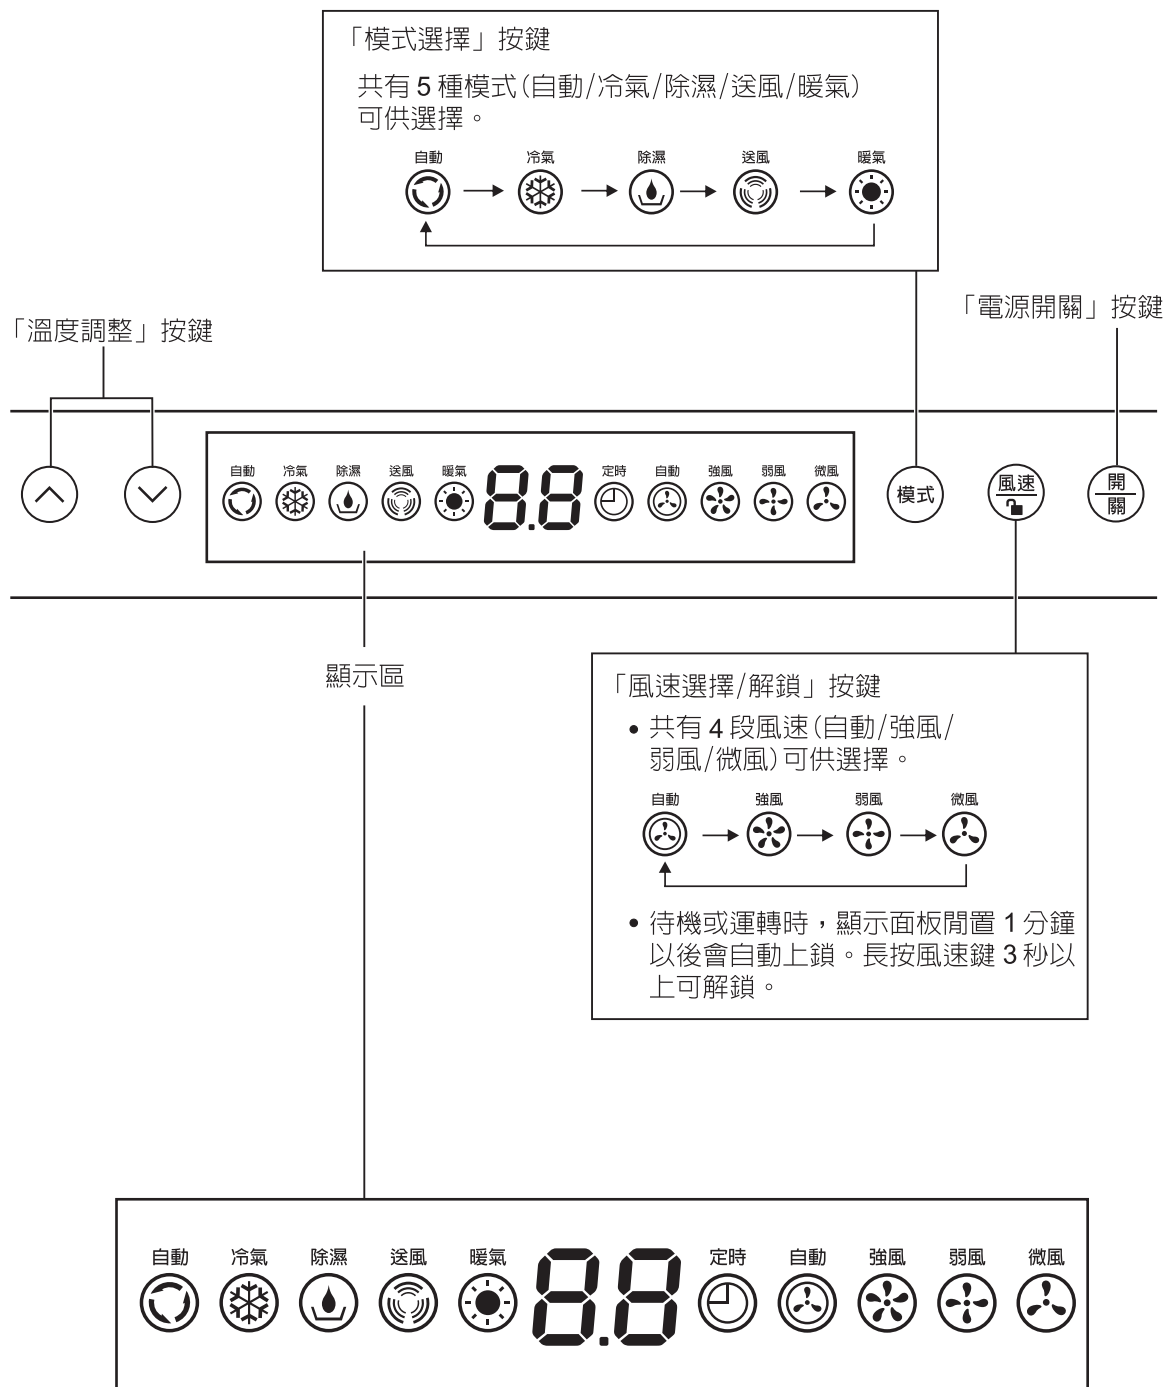 「模式選擇」按鍵
共有 5 種模式(自動/冷氣/除濕/送風/暖氣)
可供選擇。
自動 冷氣 除濕 送風 暖氣
「電源開關」按鍵
「溫度調整」按鍵
自動 冷氣 除濕 送風 暖氣 8.8 定時 自動 強風 弱風 微風
模式
風速
開
關
顯示區
「風速選擇/解鎖」按鍵
• 共有 4 段風速(自動/強風/
弱風/微風)可供選擇。
自動 強風 弱風 微風
• 待機或運轉時，顯示面板閒置 1 分鐘
以後會自動上鎖。長按風速鍵 3 秒以
上可解鎖。
自動 冷氣 除濕 送風 暖氣 8.8 定時 自動 強風 弱風 微風